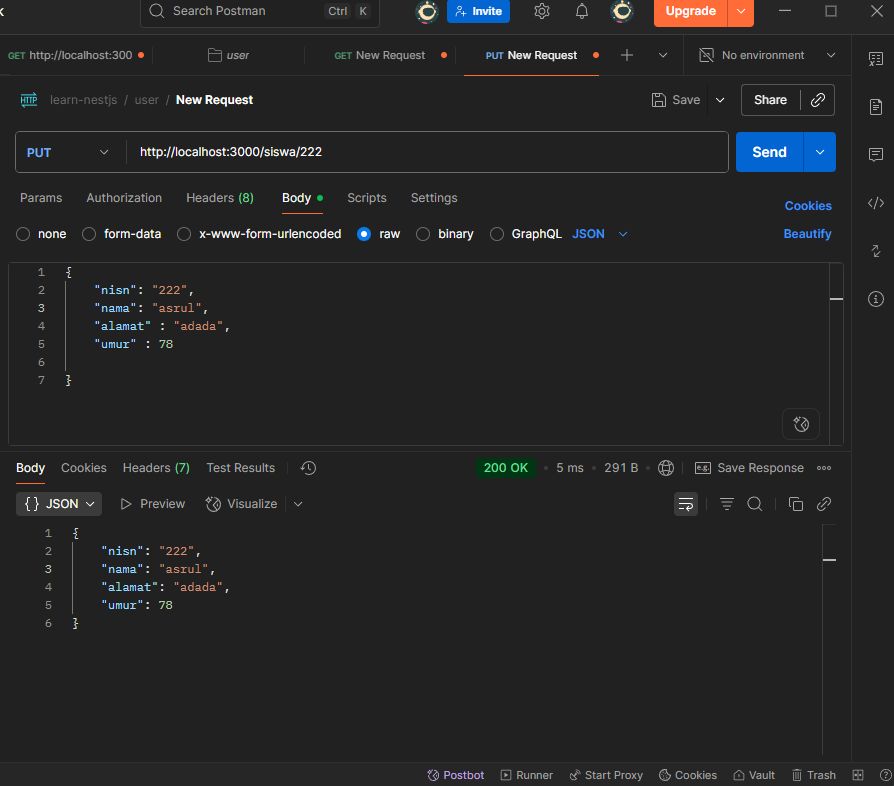 Search Postman Ctrl K Invite Upgrade
GET http://localhost:300 user GET New Request PUT New Request No environment
HTTP learn-nestjs / user / New Request Save Share
PUT http://localhost:3000/siswa/222 Send
Params Authorization Headers (8) Body Scripts Settings Cookies
none form-data x-www-form-urlencoded raw binary GraphQL JSON Beautify
1 {
2 "nisn": "222",
3 "nama": "asrul",
4 "alamat" : "adada",
5 "umur" : 78
6
7 }
Body Cookies Headers (7) Test Results 200 OK 5 ms 291 B e.g. Save Response
{} JSON Preview Visualize
1 {
2 "nisn": "222",
3 "nama": "asrul",
4 "alamat": "adada",
5 "umur": 78
6 }
Postbot Runner Start Proxy Cookies Vault Trash